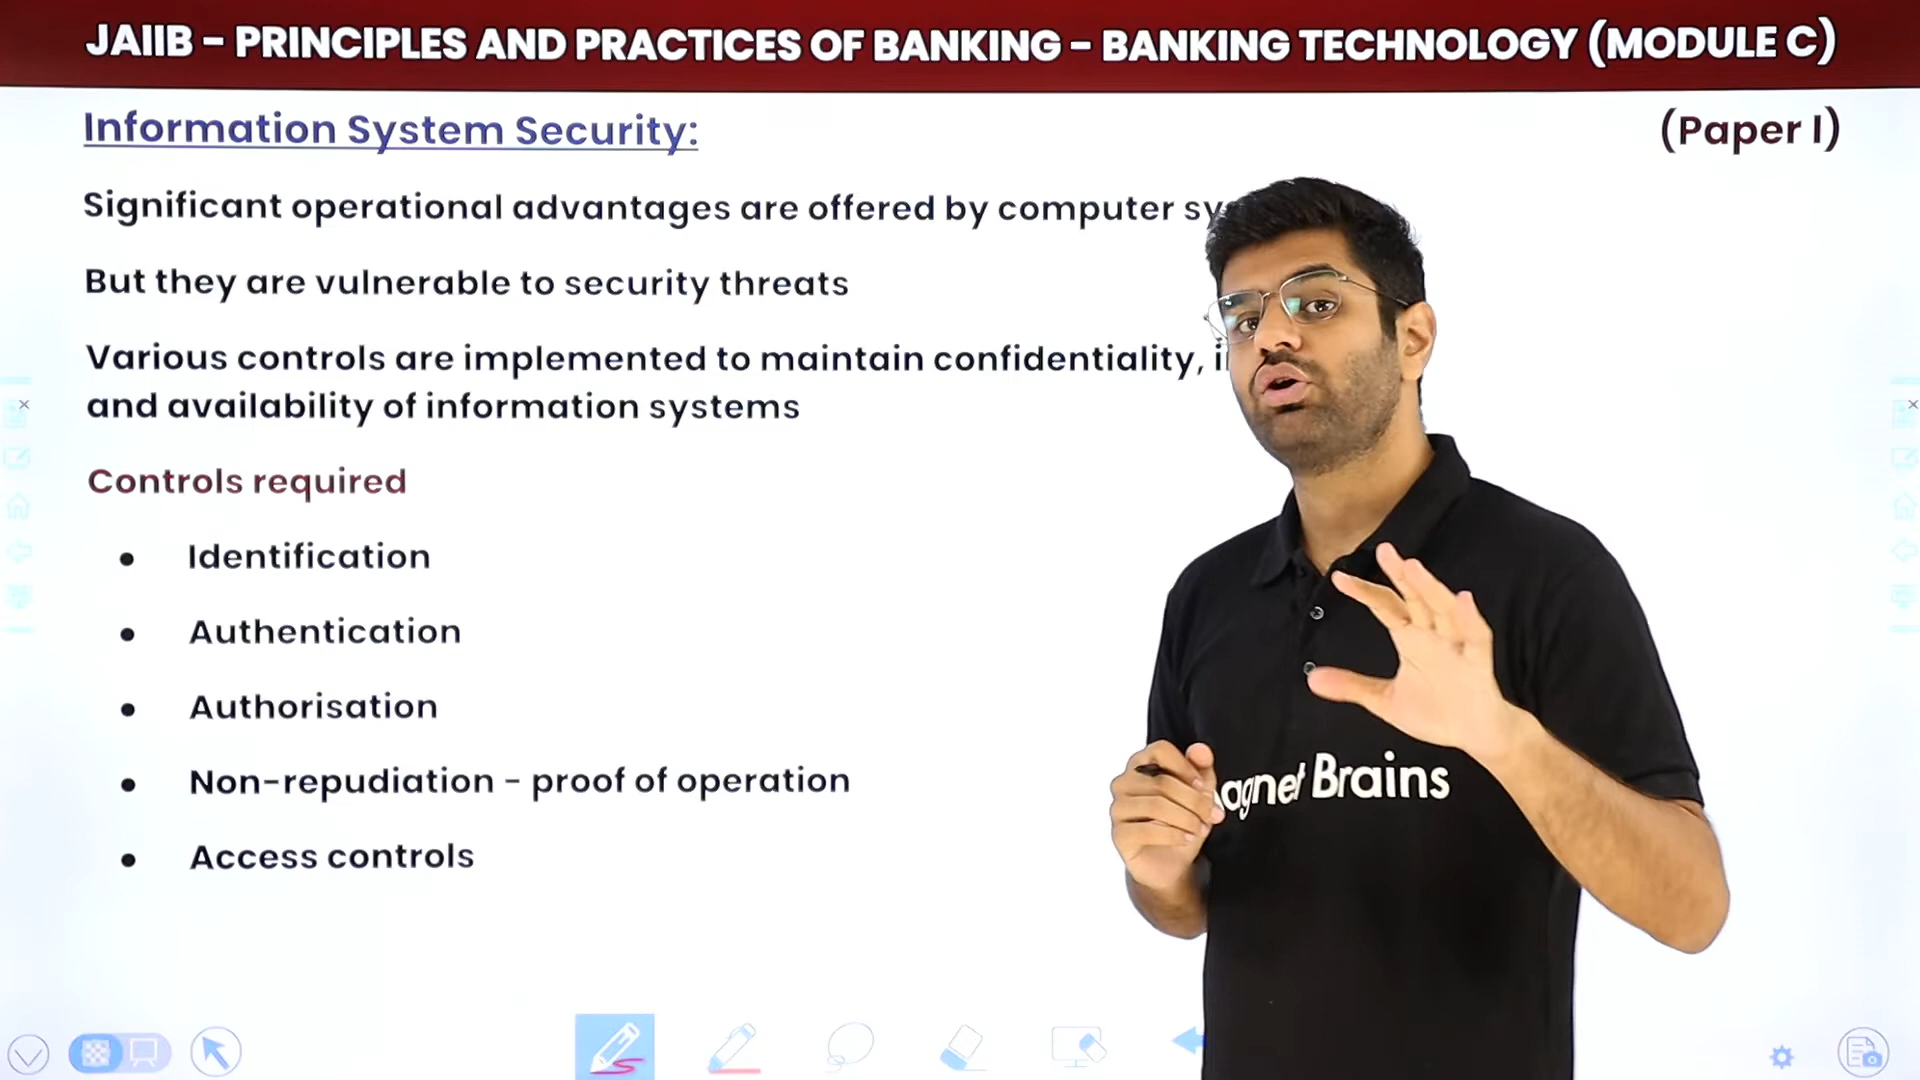 JAIIB - PRINCIPLES AND PRACTICES OF BANKING - BANKING TECHNOLOGY (MODULE C)
Information System Security:
(Paper I)
Significant operational advantages are offered by computer
But they are vulnerable to security threats
Various controls are implemented to maintain confidentiality,
and availability of information systems
Controls required
• Identification
• Authentication
• Authorisation
• Non-repudiation - proof of operation
• Access controls
Brains